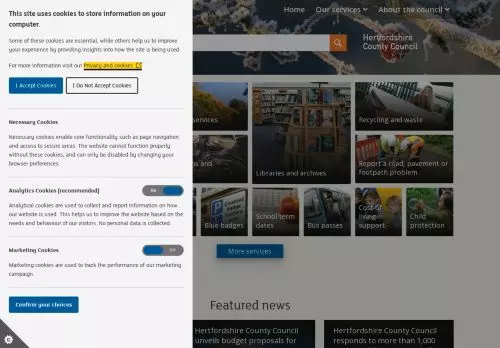 This site uses cookies to store information on your
computer.
Some of these cookies are essential, while others help us to improve
your experience by providing insights into how the site is being used
For more information visit our Privacy and cookies
I Accept Cookies
I Do Not Accept Cookies
Necessary Cookies
Necessary cookies enable core functionality such as page navigation
and access to secure areas. The website cannot function properly
without these cookies, and can only be disabled by changing your
browser preferences.
Analytics Cookies (recommended)
Analytical cookies are used to collect and report information on how
our website is used. This helps us to improve the website based on the
needs and behaviour of our visitors. No personal data is collected.
Marketing Cookies
Marketing cookies are used to track the performance of our marketing
campaign.
Confirm your choices
Home
Our services
About the council
Hertfordshire
County Council
services
Libraries and archives
Recycling and waste
Report a road, pavement or
footpath problem
Blue badges
School term
dates
Bus passes
Cost of
living
support
Child
protection
More services
Featured news
Hertfordshire County Council
unveils budget proposals for
Hertfordshire County Council
responds to more than 1,000